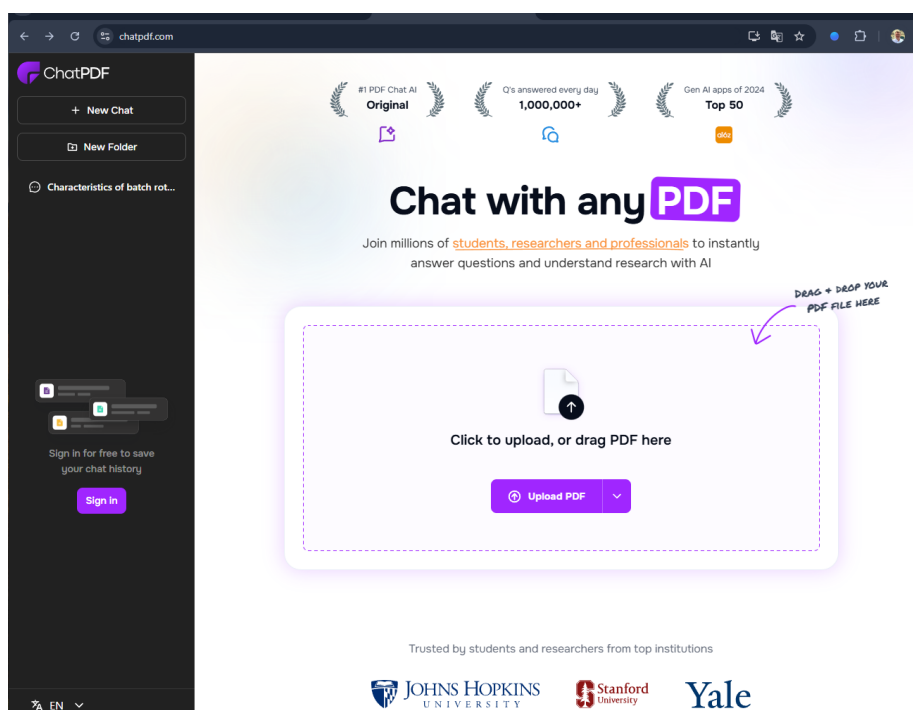 chatpdf.com
ChatPDF
+ New Chat
New Folder
Characteristics of batch rot...
Sign in for free to save
your chat history
Sign in
EN
#1 PDF Chat AI
Original
Q's answered every day
1,000,000+
Gen AI apps of 2024
Top 50
a16z
Chat with any PDF
Join millions of students, researchers and professionals to instantly
answer questions and understand research with AI
DRAG + DROP YOUR
PDF FILE HERE
Click to upload, or drag PDF here
Upload PDF
Trusted by students and researchers from top institutions
JOHNS HOPKINS
UNIVERSITY
Stanford
University
Yale